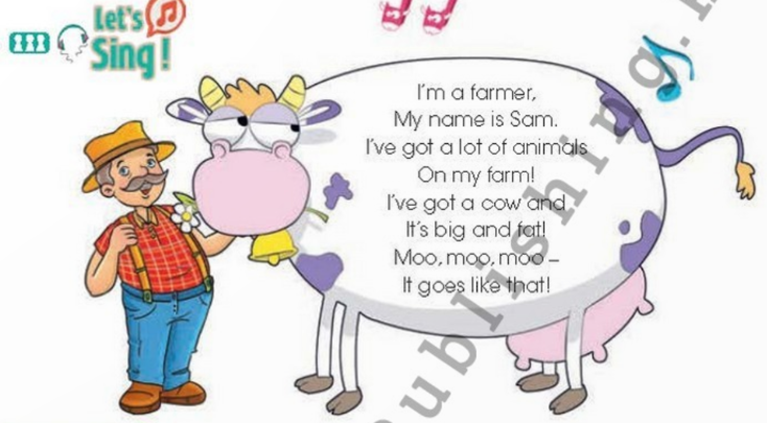 Let's
Sing!
I'm a farmer,
My name is Sam.
I've got a lot of animals
On my farm!
I've got a cow and
It's big and fat!
Moo, moo, moo –
It goes like that!
ublishing.